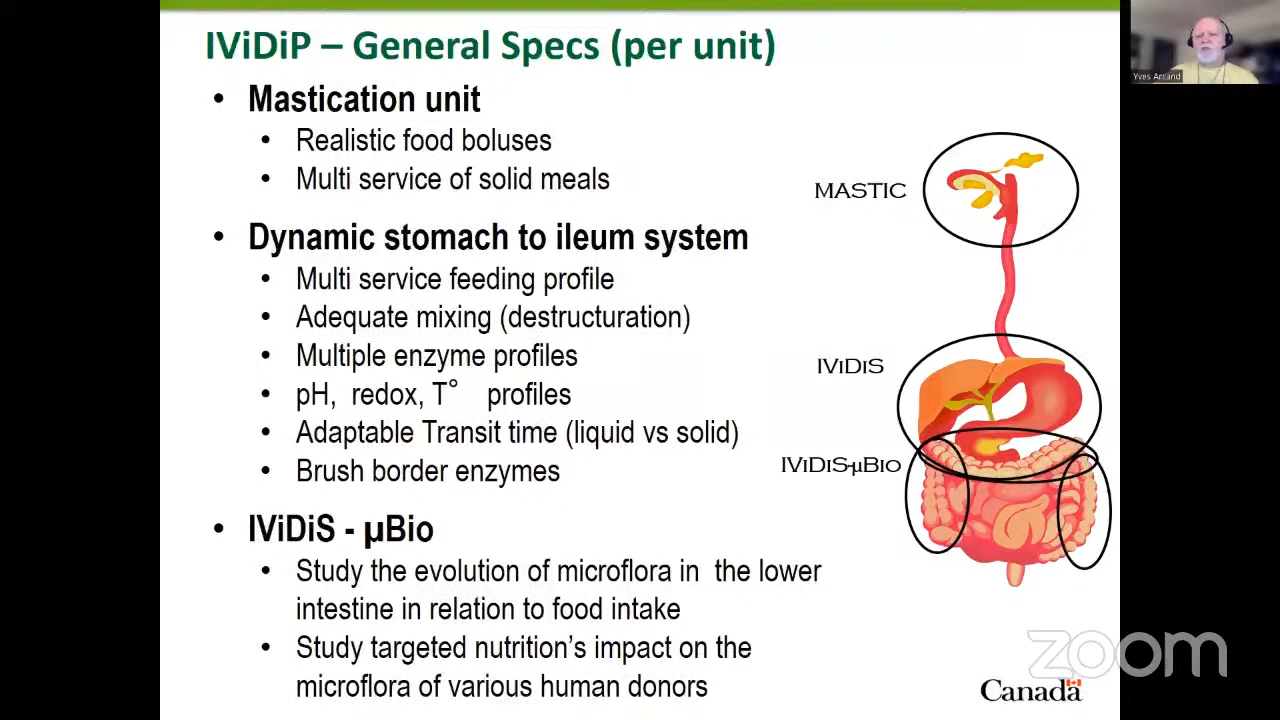 IViDiP – General Specs (per unit)
• Mastication unit
• Realistic food boluses
• Multi service of solid meals
• Dynamic stomach to ileum system
• Multi service feeding profile
• Adequate mixing (destructuration)
• Multiple enzyme profiles
• pH, redox, T° profiles
• Adaptable Transit time (liquid vs solid)
• Brush border enzymes
• IViDiS - µBio
• Study the evolution of microflora in the lower
intestine in relation to food intake
• Study targeted nutrition's impact on the
microflora of various human donors
MASTIC
IViDiS
IViDiS-µBio
Yves Arcand
zoom
Canada